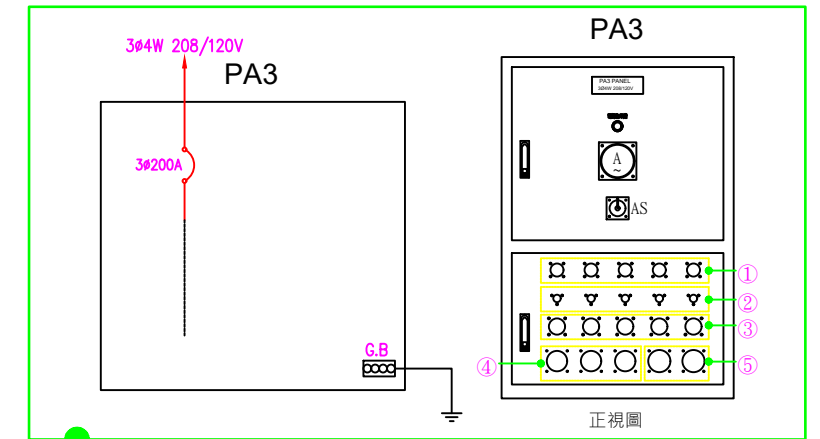 3ø4W 208/120V
PA3
3ø200A
G.B
PA3
PA3 PANEL
3Ø4W 208/120V
A
~
AS
①
②
③
④
⑤
正視圖